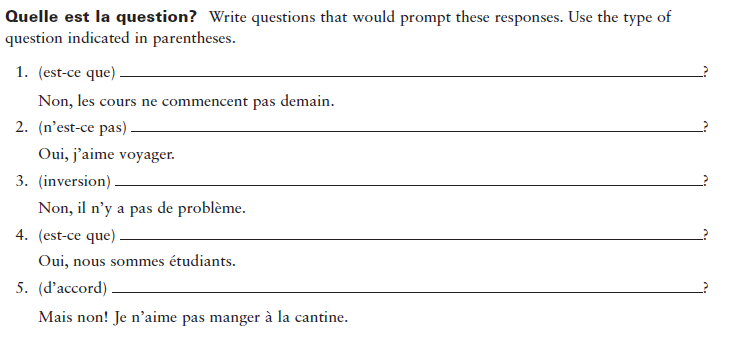 Quelle est la question? Write questions that would prompt these responses. Use the type of
question indicated in parentheses.
1. (est-ce que) ?
Non, les cours ne commencent pas demain.
2. (n’est-ce pas) ?
Oui, j’aime voyager.
3. (inversion) ?
Non, il n’y a pas de problème.
4. (est-ce que) ?
Oui, nous sommes étudiants.
5. (d’accord) ?
Mais non! Je n’aime pas manger à la cantine.